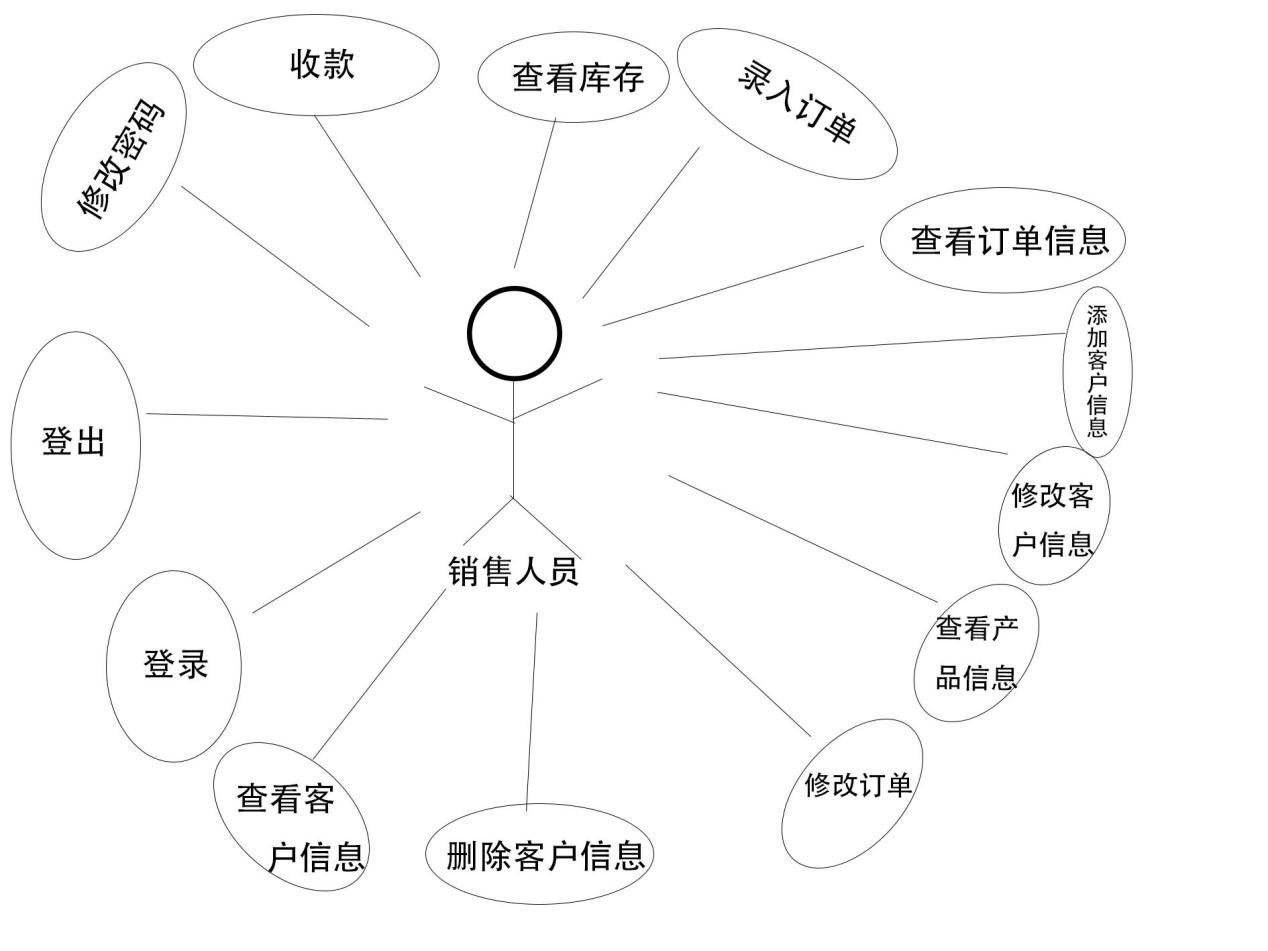 收款
查看库存
录入订单
修改密码
查看订单信息
添加客户信息
登出
修改客
户信息
销售人员
查看产
品信息
登录
修改订单
查看客
户信息
删除客户信息